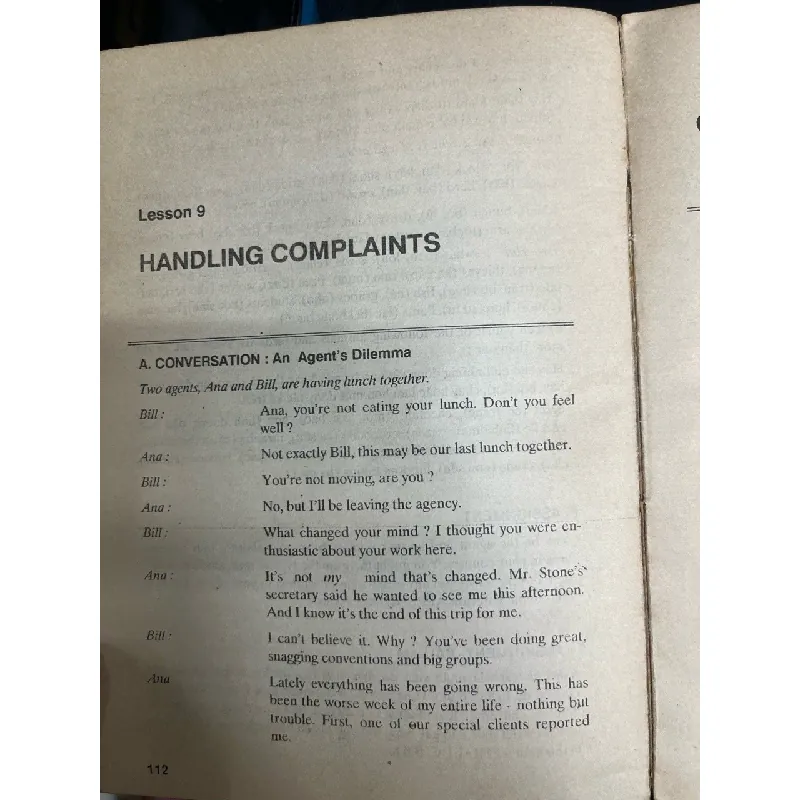 Lesson 9
HANDLING COMPLAINTS
A. CONVERSATION : An Agent's Dilemma
Two agents, Ana and Bill, are having lunch together.
Bill : Ana, you're not eating your lunch. Don't you feel
well ?
Ana : Not exactly Bill, this may be our last lunch together.
Bill : You're not moving, are you ?
Ana : No, but I'll be leaving the agency.
Bill : What changed your mind ? I thought you were en-
thusiastic about your work here.
Ana : It's not my mind that's changed. Mr. Stone's
secretary said he wanted to see me this afternoon.
And I know it's the end of this trip for me.
Bill : I can't believe it. Why ? You've been doing great,
snagging conventions and big groups.
Ana Lately everything has been going wrong. This has
been the worse week of my entire life - nothing but
trouble. First, one of our special clients reported
me.
112